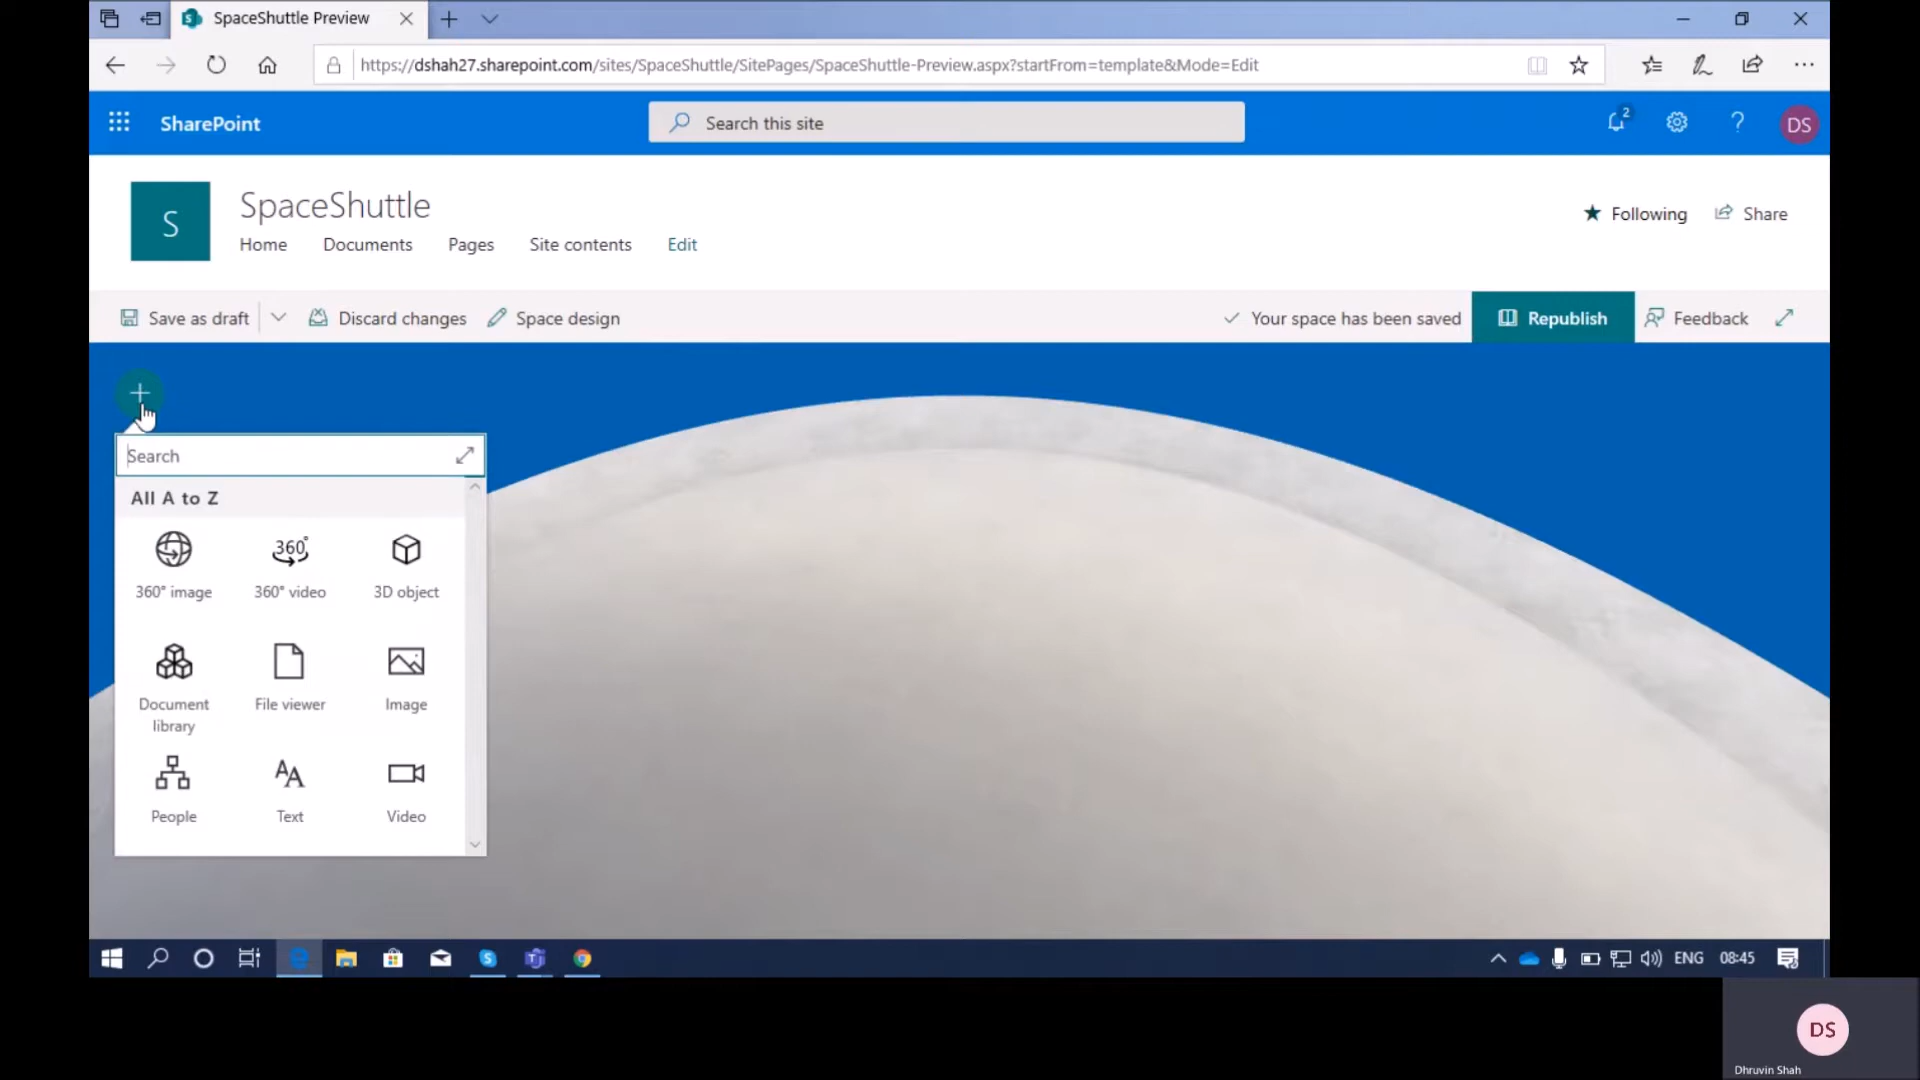 SpaceShuttle Preview
https://dshah27.sharepoint.com/sites/SpaceShuttle/SitePages/SpaceShuttle-Preview.aspx?startFrom=template&Mode=Edit
SharePoint
Search this site
2
DS
S
SpaceShuttle
Home Documents Pages Site contents Edit
Following Share
Save as draft Discard changes Space design
Your space has been saved Republish Feedback
Search
All A to Z
360° image 360° video 3D object
Document library File viewer Image
People Text Video
ENG 08:45
DS
Dhruvin Shah